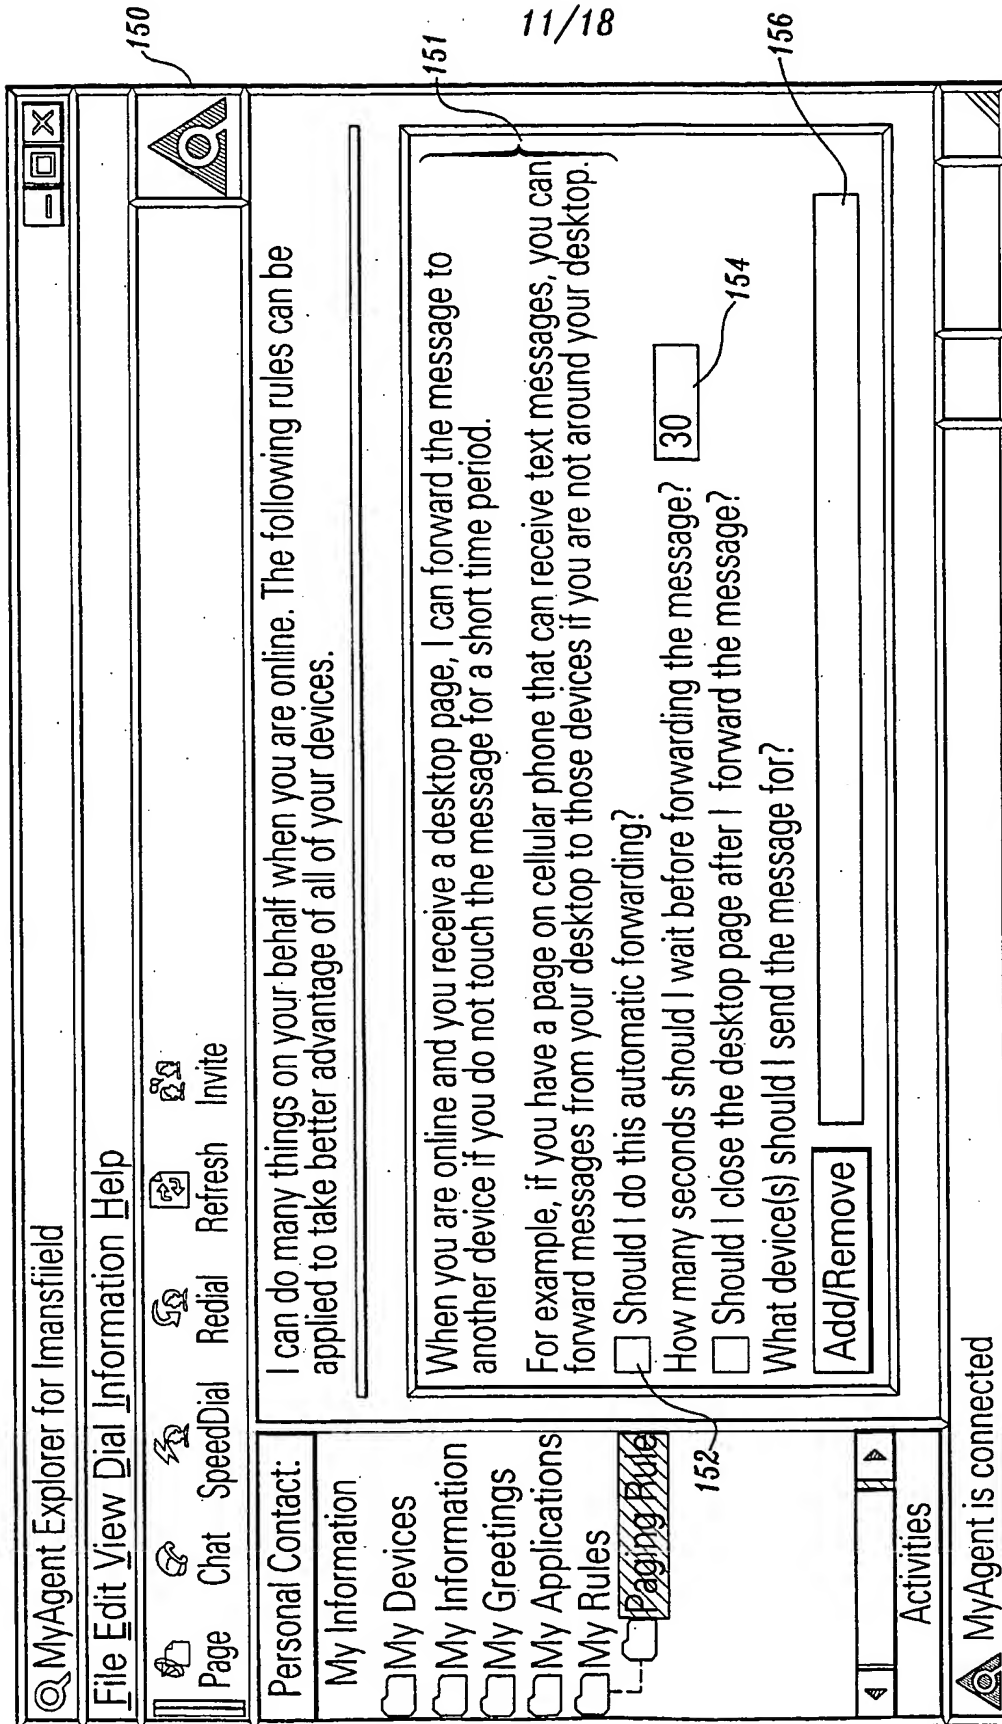 11/18
MyAgent Explorer for Imansfiield
File Edit View Dial Information Help
Page Chat SpeedDial Redial Refresh Invite
150
Personal Contact:
My Information
My Devices
My Information
My Greetings
My Applications
My Rules
Paging Rule
Activities
I can do many things on your behalf when you are online. The following rules can be
applied to take better advantage of all of your devices.
When you are online and you receive a desktop page, I can forward the message to
another device if you do not touch the message for a short time period.
151
For example, if you have a page on cellular phone that can receive text messages, you can
forward messages from your desktop to those devices if you are not around your desktop.
Should I do this automatic forwarding?
152
How many seconds should I wait before forwarding the message? 30
154
Should I close the desktop page after I forward the message?
What device(s) should I send the message for?
Add/Remove
156
MyAgent is connected